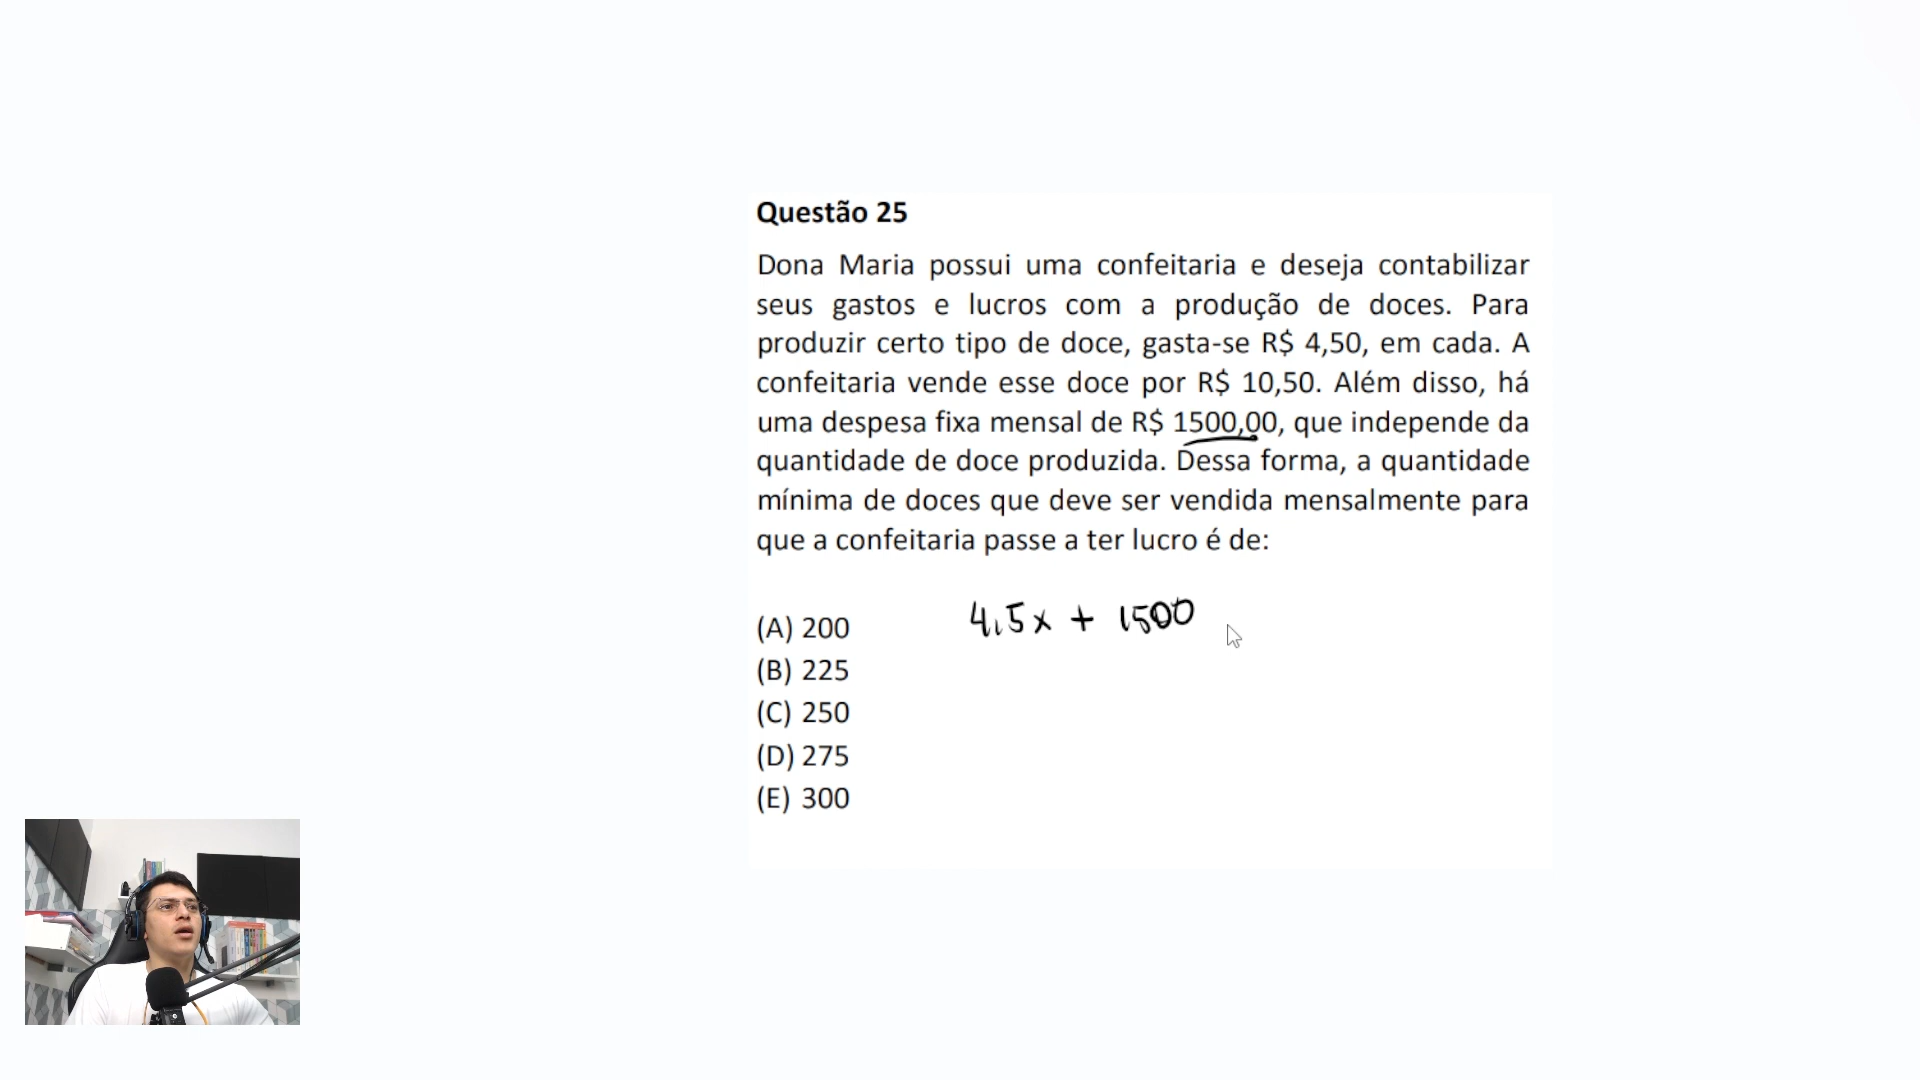 Questão 25
Dona Maria possui uma confeitaria e deseja contabilizar
seus gastos e lucros com a produção de doces. Para
produzir certo tipo de doce, gasta-se R$ 4,50, em cada. A
confeitaria vende esse doce por R$ 10,50. Além disso, há
uma despesa fixa mensal de R$ 1500,00, que independe da
quantidade de doce produzida. Dessa forma, a quantidade
mínima de doces que deve ser vendida mensalmente para
que a confeitaria passe a ter lucro é de:
4,5x + 1500
(A) 200
(B) 225
(C) 250
(D) 275
(E) 300